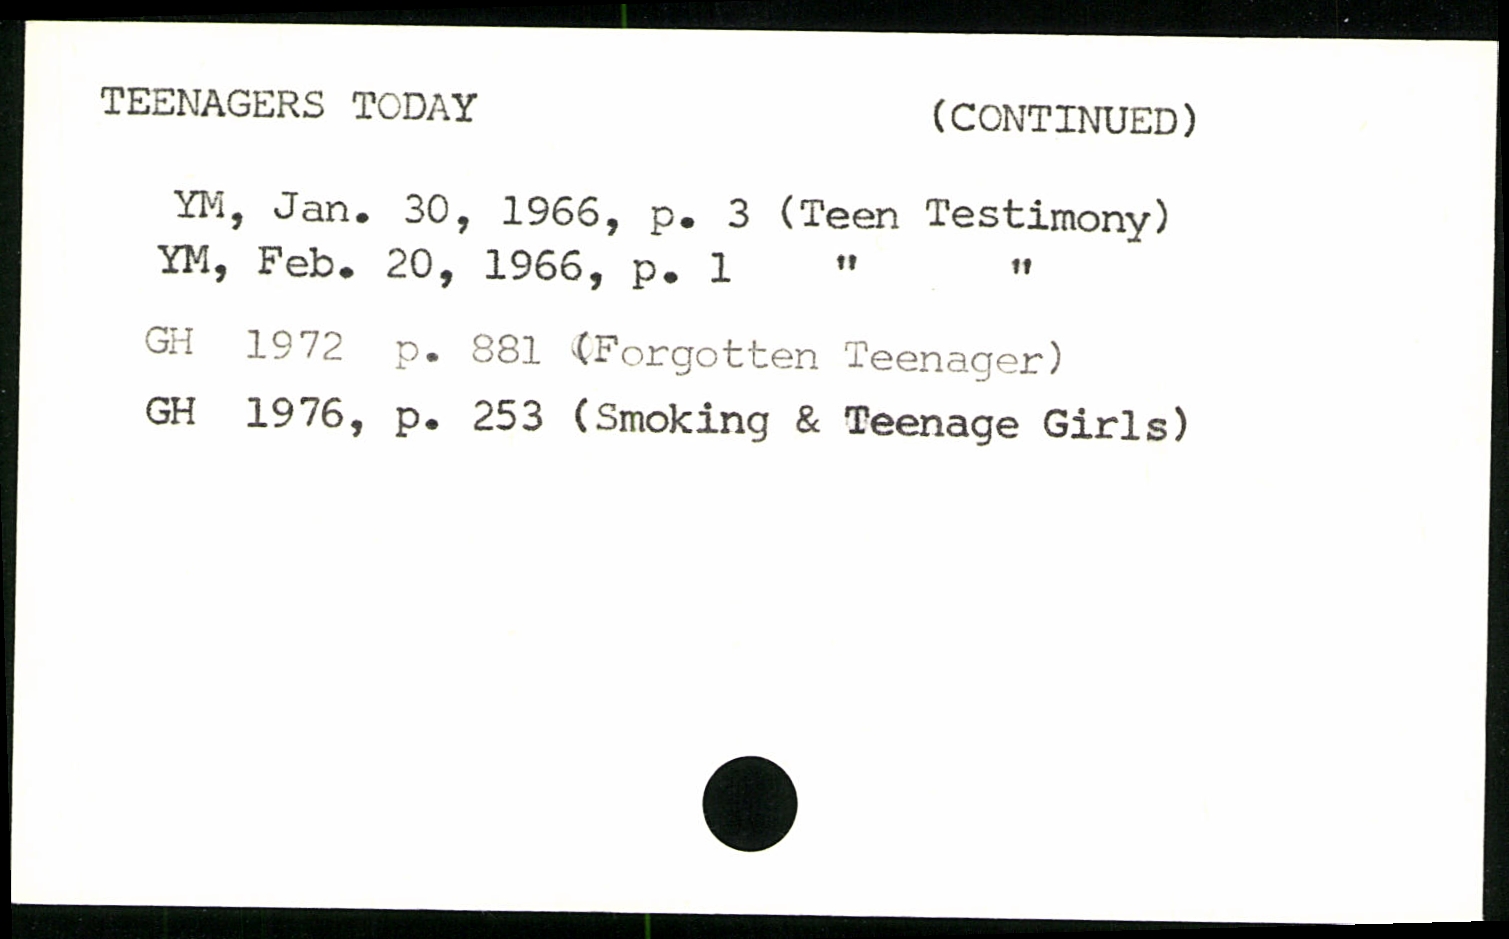 TEENAGERS TODAY (CONTINUED)
YM, Jan. 30, 1966, p. 3 (Teen Testimony)
YM, Feb. 20, 1966, p. 1 " "
GH 1972 p. 881 (Forgotten Teenager)
GH 1976, p. 253 (Smoking & Teenage Girls)